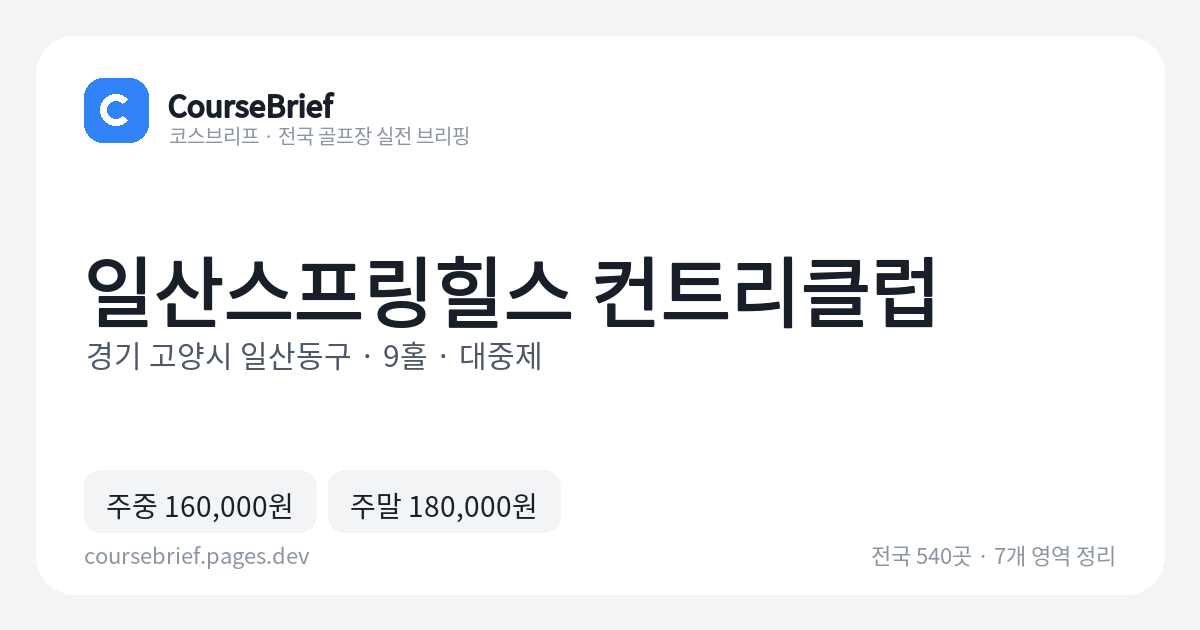 CourseBrief
코스브리프 · 전국 골프장 실전 브리핑
일산스프링힐스 컨트리클럽
경기 고양시 일산동구 · 9홀 · 대중제
주중 160,000원 주말 180,000원
coursebrief.pages.dev 전국 540곳 · 7개 영역 정리